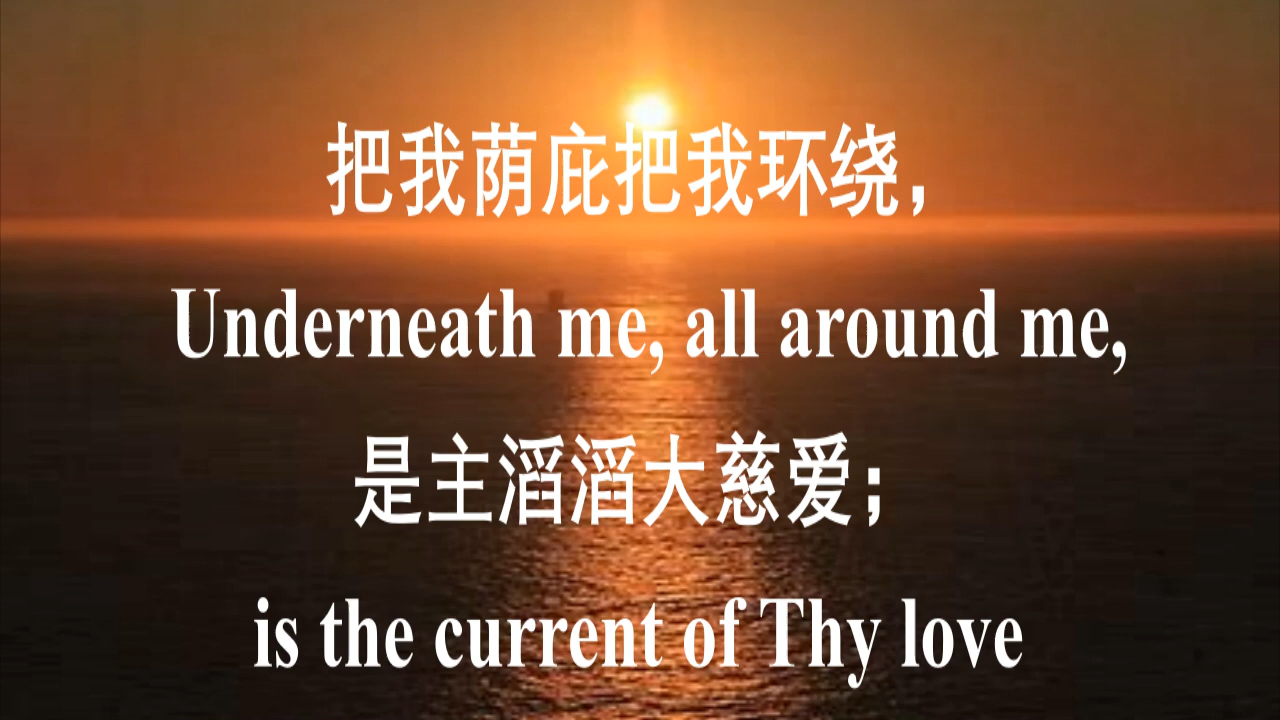 把我荫庇把我环绕，
Underneath me, all around me,
是主滔滔大慈爱；
is the current of Thy love